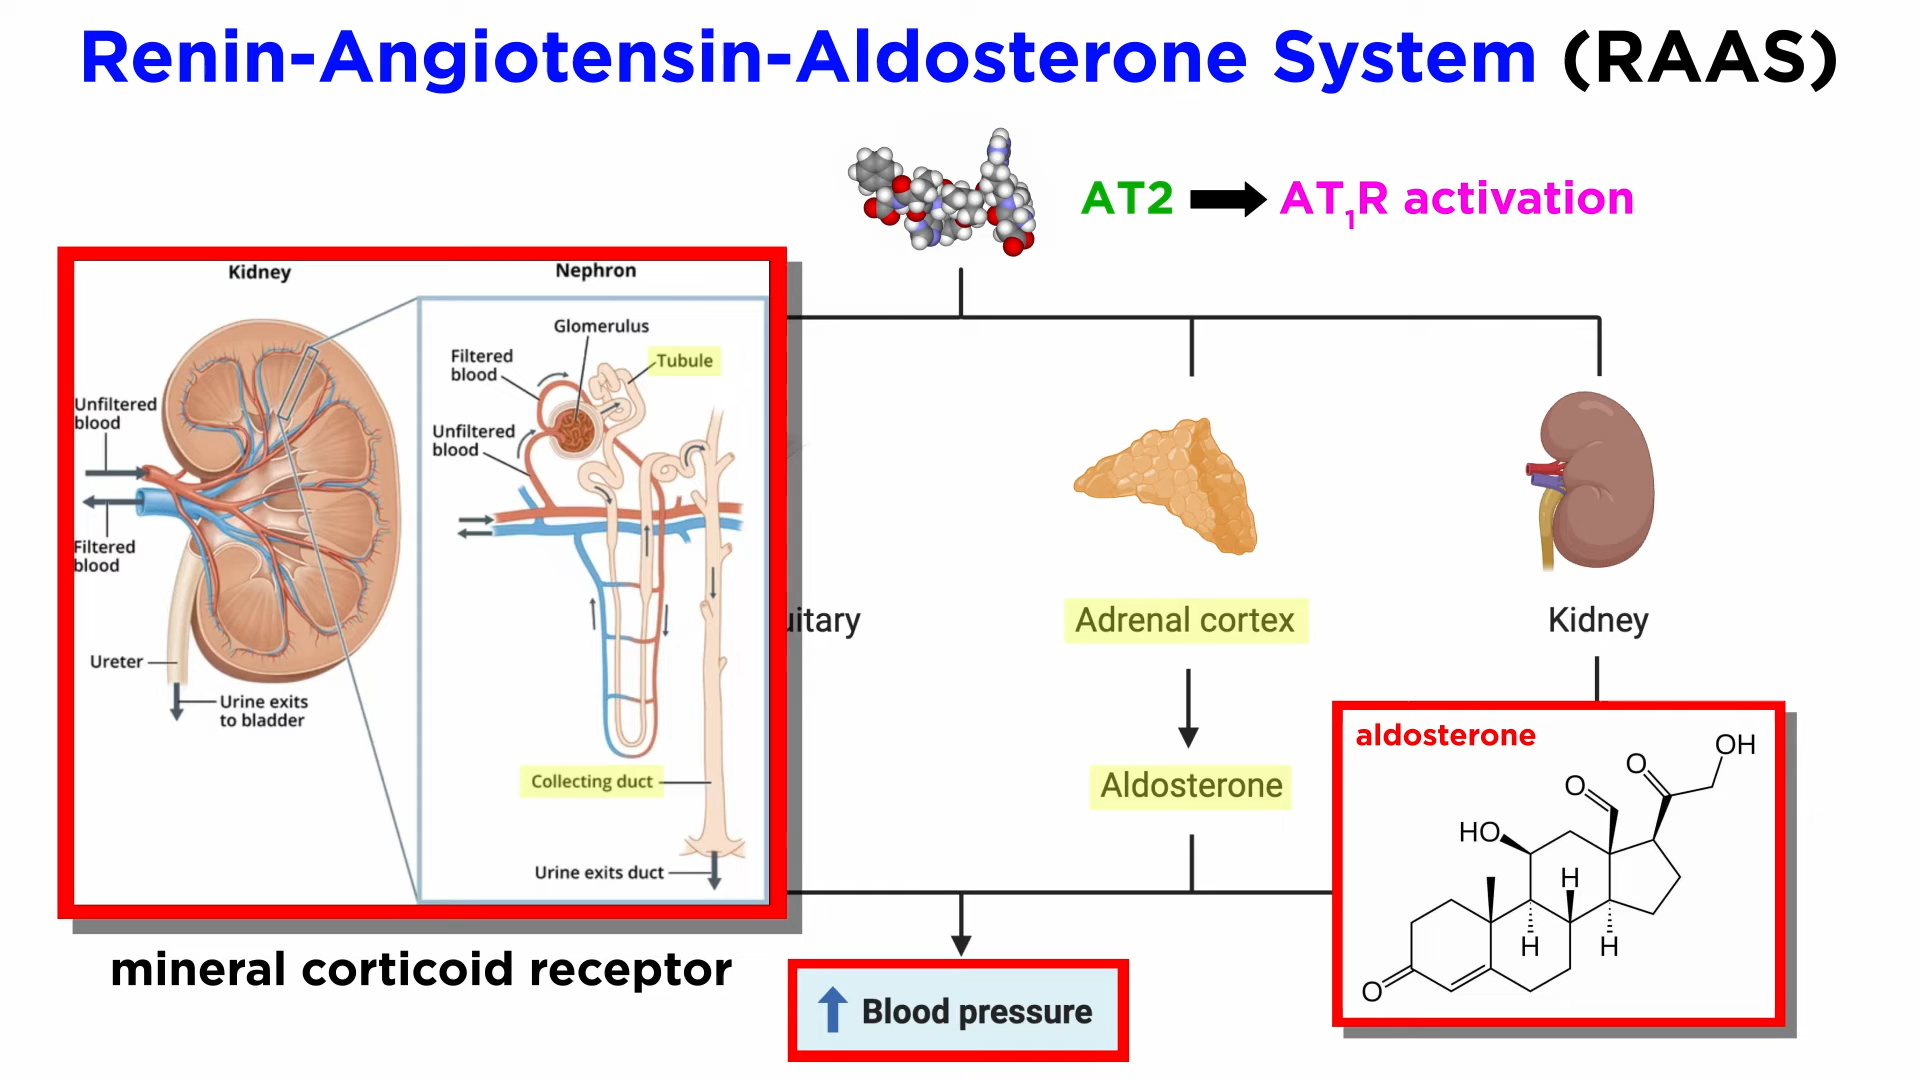 Renin-Angiotensin-Aldosterone System (RAAS)
AT2
AT1R activation
Kidney
Nephron
Glomerulus
Filtered
blood
Tubule
Unfiltered
blood
Unfiltered
blood
Filtered
blood
Ureter
Urine exits
to bladder
Collecting duct
Urine exits duct
mineral corticoid receptor
uitary
Adrenal cortex
Kidney
Aldosterone
Blood pressure
aldosterone
OH
O
O
HO
H
H
H
O